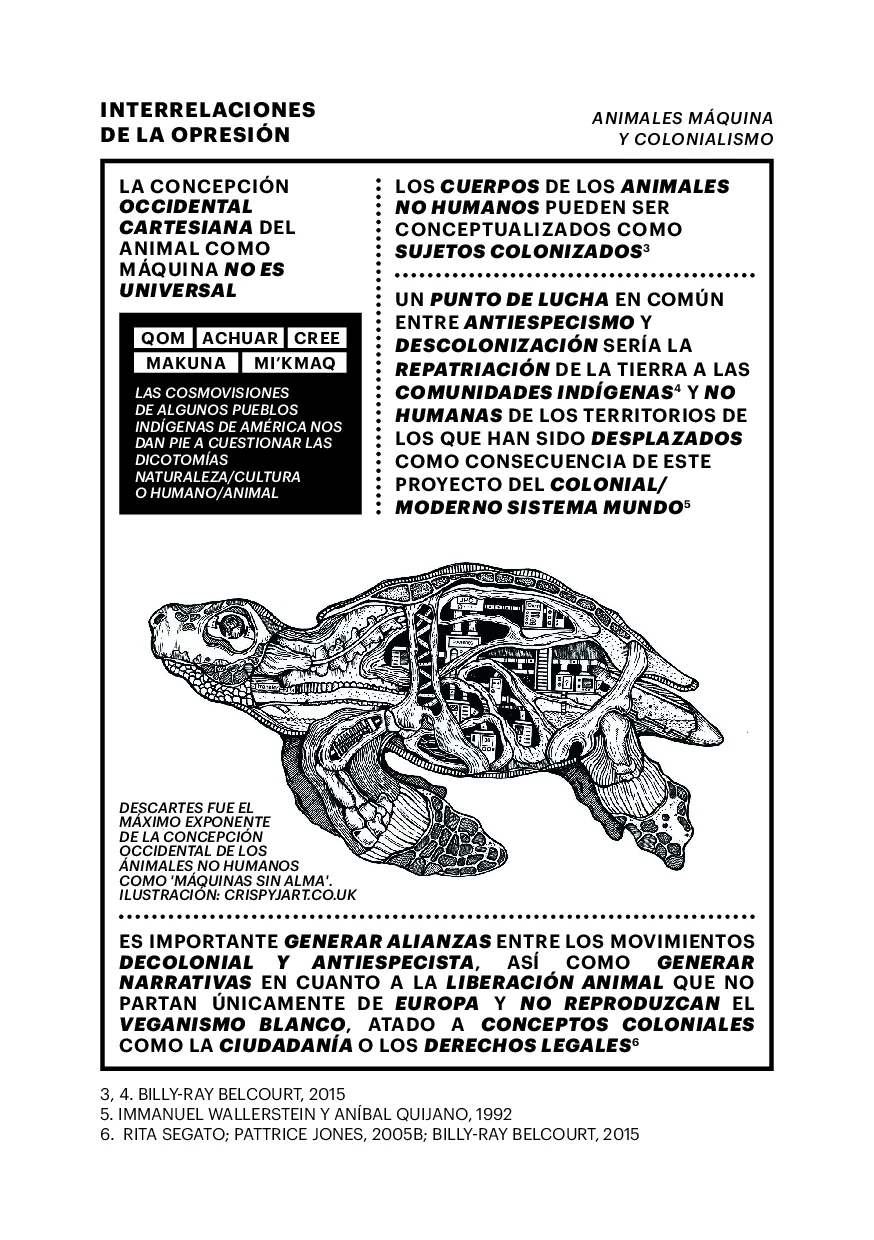 INTERRELACIONES
DE LA OPRESIÓN
ANIMALES MÁQUINA
Y COLONIALISMO
LA CONCEPCIÓN
OCCIDENTAL
CARTESIANA DEL
ANIMAL COMO
MÁQUINA NO ES
UNIVERSAL
QOM ACHUAR CREE
MAKUNA MI'KMAQ
LAS COSMOVISIONES
DE ALGUNOS PUEBLOS
INDÍGENAS DE AMÉRICA NOS
DAN PIE A CUESTIONAR LAS
DICOTOMÍAS
NATURALEZA/CULTURA
O HUMANO/ANIMAL
LOS CUERPOS DE LOS ANIMALES
NO HUMANOS PUEDEN SER
CONCEPTUALIZADOS COMO
SUJETOS COLONIZADOS³
UN PUNTO DE LUCHA EN COMÚN
ENTRE ANTIESPECISMO Y
DESCOLONIZACIÓN SERÍA LA
REPATRIACIÓN DE LA TIERRA A LAS
COMUNIDADES INDÍGENAS⁴ Y NO
HUMANAS DE LOS TERRITORIOS DE
LOS QUE HAN SIDO DESPLAZADOS
COMO CONSECUENCIA DE ESTE
PROYECTO DEL COLONIAL/
MODERNO SISTEMA MUNDO⁵
DESCARTES FUE EL
MÁXIMO EXPONENTE
DE LA CONCEPCIÓN
OCCIDENTAL DE LOS
ÁNIMALES NO HUMANOS
COMO 'MÁQUINAS SIN ALMA'.
ILUSTRACIÓN: CRISPYJART.CO.UK
ES IMPORTANTE GENERAR ALIANZAS ENTRE LOS MOVIMIENTOS
DECOLONIAL Y ANTIESPECISTA, ASÍ COMO GENERAR
NARRATIVAS EN CUANTO A LA LIBERACIÓN ANIMAL QUE NO
PARTAN ÚNICAMENTE DE EUROPA Y NO REPRODUZCAN EL
VEGANISMO BLANCO, ATADO A CONCEPTOS COLONIALES
COMO LA CIUDADANÍA O LOS DERECHOS LEGALES⁶
3, 4. BILLY-RAY BELCOURT, 2015
5. IMMANUEL WALLERSTEIN Y ANÍBAL QUIJANO, 1992
6. RITA SEGATO; PATTRICE JONES, 2005B; BILLY-RAY BELCOURT, 2015